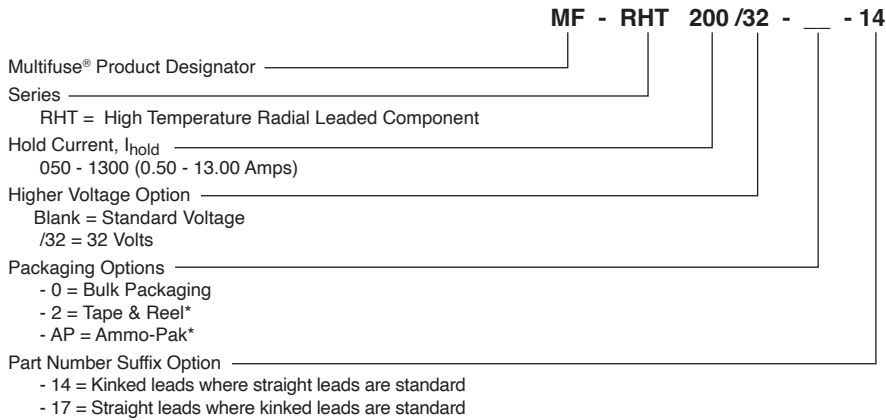 MF - RHT 200 /32 - __ - 14
Multifuse® Product Designator
Series
RHT = High Temperature Radial Leaded Component
Hold Current, Ihold
050 - 1300 (0.50 - 13.00 Amps)
Higher Voltage Option
Blank = Standard Voltage
/32 = 32 Volts
Packaging Options
- 0 = Bulk Packaging
- 2 = Tape & Reel*
- AP = Ammo-Pak*
Part Number Suffix Option
- 14 = Kinked leads where straight leads are standard
- 17 = Straight leads where kinked leads are standard